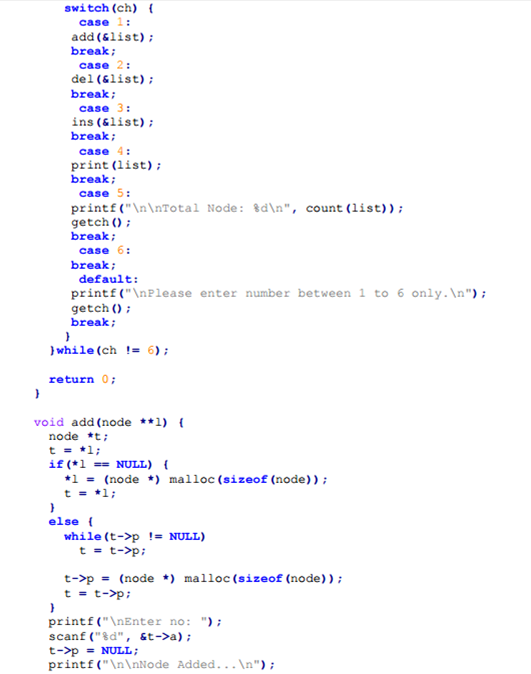 switch(ch) {
case 1:
add(&list);
break;
case 2:
del(&list);
break;
case 3:
ins(&list);
break;
case 4:
print(list);
break;
case 5:
printf("\n\nTotal Node: %d\n", count(list));
getch();
break;
case 6:
break;
default:
printf("\nPlease enter number between 1 to 6 only.\n");
getch();
break;
}
}while(ch != 6);
return 0;
}
void add(node **l) {
node *t;
t = *l;
if(*l == NULL) {
*l = (node *) malloc(sizeof(node));
t = *l;
}
else {
while(t->p != NULL)
t = t->p;
t->p = (node *) malloc(sizeof(node));
t = t->p;
}
printf("\nEnter no: ");
scanf("%d", &t->a);
t->p = NULL;
printf("\n\nNode Added...\n");